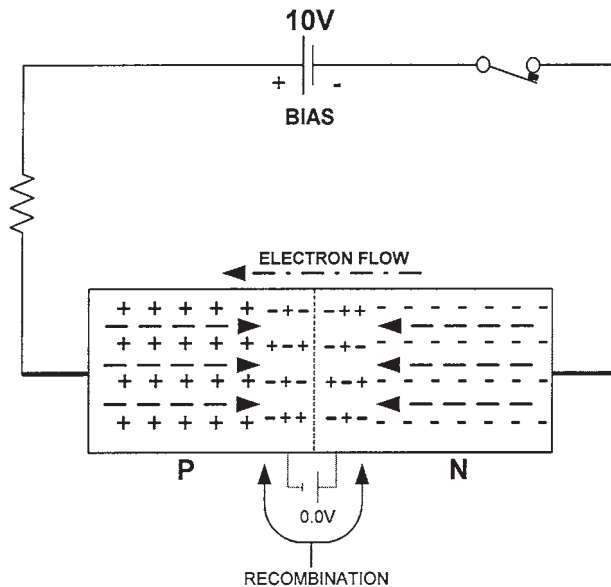 10V
+ -
BIAS
ELECTRON FLOW
+ + + + + -+- -++ - - - - - - -
+ + + + + +-+ +-- - - - - - - -
+ + + + + -+- +-+ - - - - - - -
+ + + + + -++ -+- - - - - - - -
P N
0.0V
RECOMBINATION